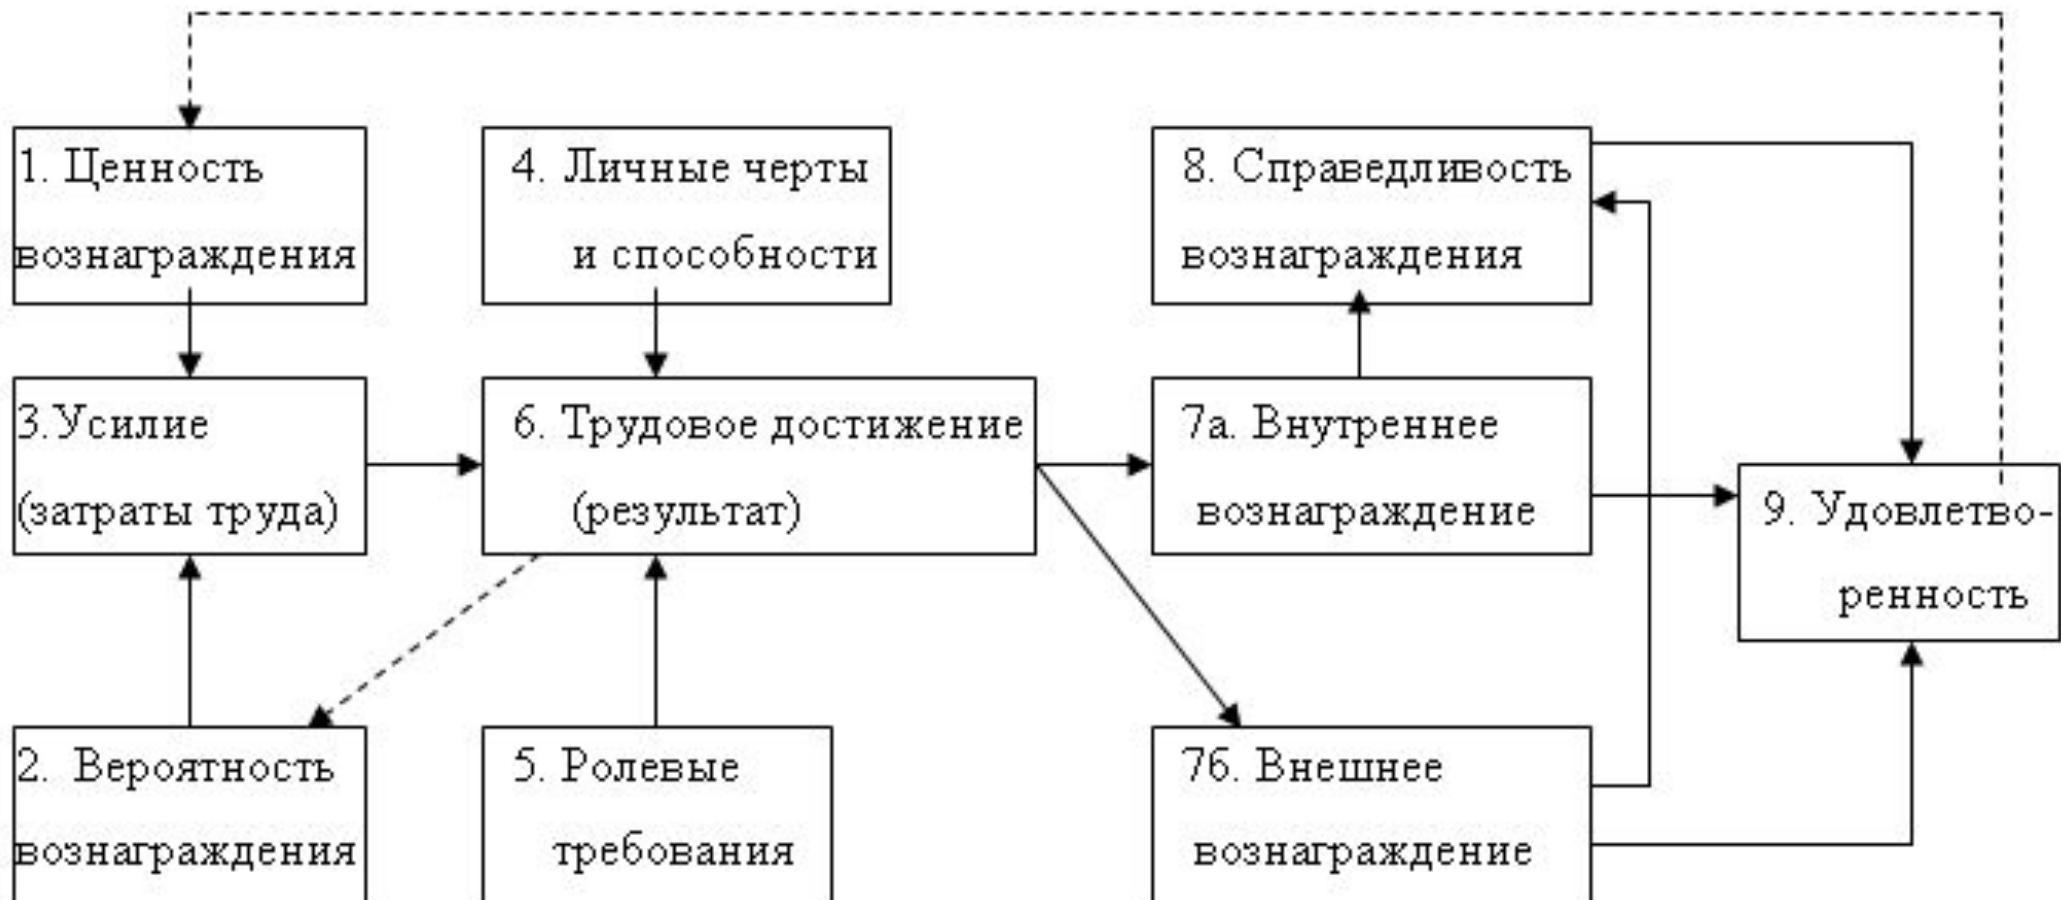 1. Ценность
вознаграждения
4. Личные черты
и способности
8. Справедливость
вознаграждения
3.Усилие
(затраты труда)
6. Трудовое достижение
(результат)
7а. Внутреннее
вознаграждение
9. Удовлетво-
ренность
2. Вероятность
вознаграждения
5. Ролевые
требования
7б. Внешнее
вознаграждение